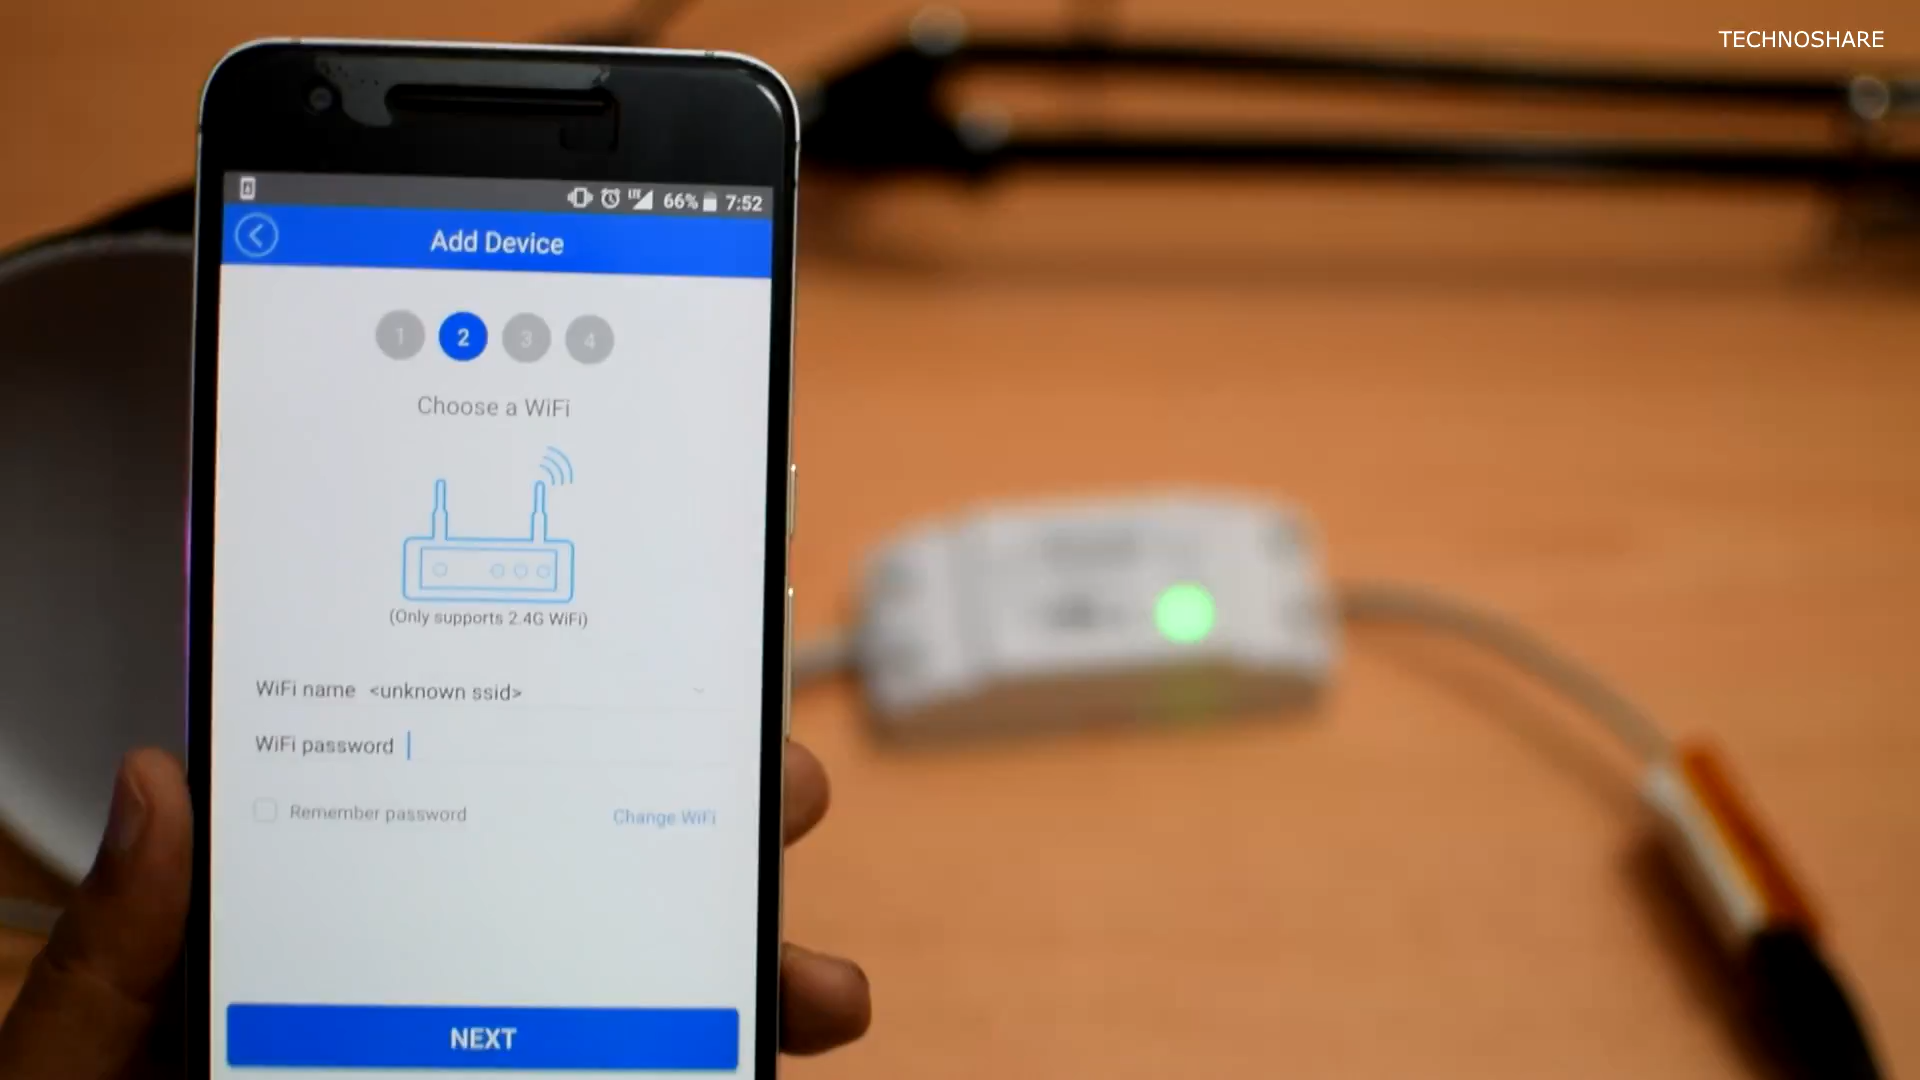 TECHNOSHARE
LTE 66% 7:52
Add Device
1 2 3 4
Choose a WiFi
(Only supports 2.4G WiFi)
WiFi name <unknown ssid>
WiFi password
Remember password Change WiFi
NEXT